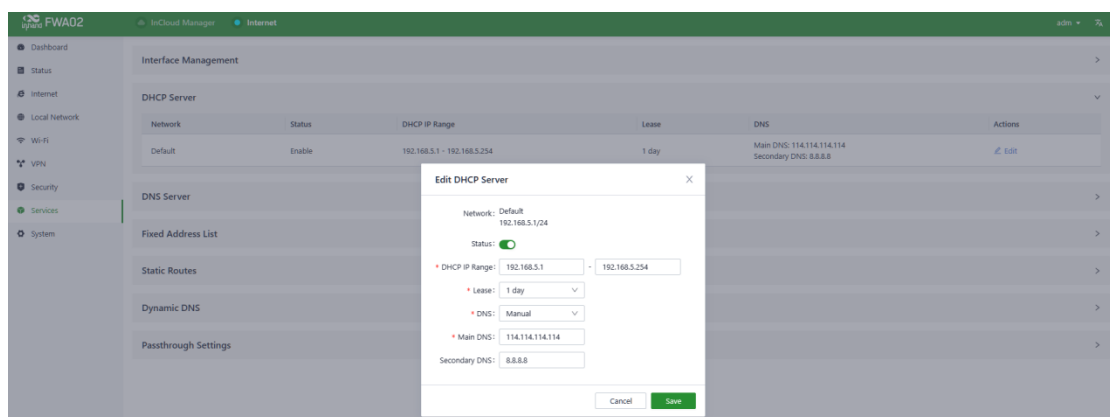 inhand FWA02
InCloud Manager
Internet
adm
Dashboard
Status
Internet
Local Network
Wi-Fi
VPN
Security
Services
System
Interface Management
DHCP Server
Network Status DHCP IP Range Lease DNS Actions
Default Enable 192.168.5.1 - 192.168.5.254 1 day Main DNS: 114.114.114.114
Secondary DNS: 8.8.8.8
Edit
DNS Server
Fixed Address List
Static Routes
Dynamic DNS
Passthrough Settings
Edit DHCP Server
Network: Default
192.168.5.1/24
Status:
* DHCP IP Range: 192.168.5.1 - 192.168.5.254
* Lease: 1 day
* DNS: Manual
* Main DNS: 114.114.114.114
Secondary DNS: 8.8.8.8
Cancel Save